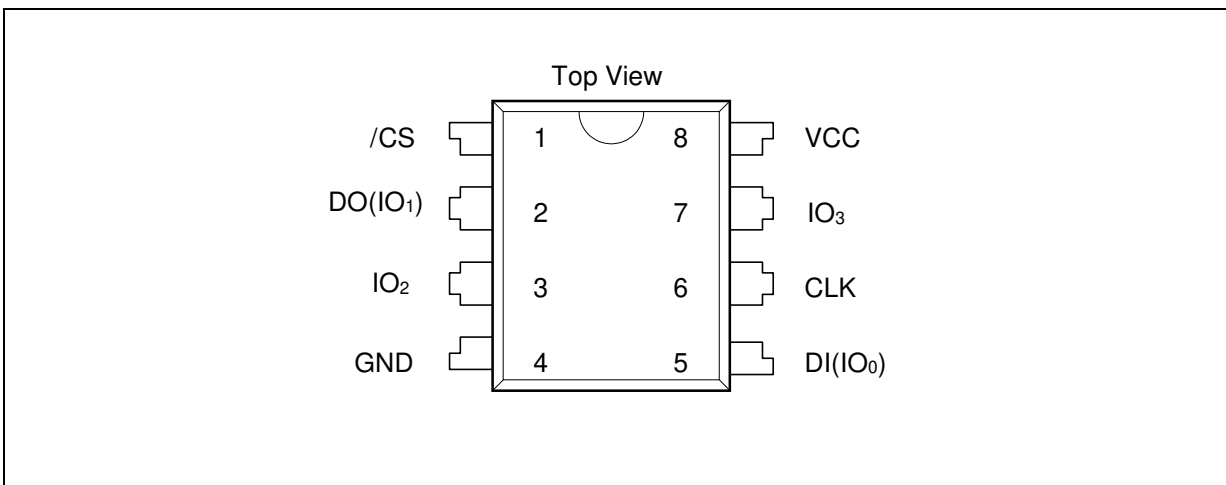 Top View
/CS 1 8 VCC
DO(IO₁) 2 7 IO₃
IO₂ 3 6 CLK
GND 4 5 DI(IO₀)